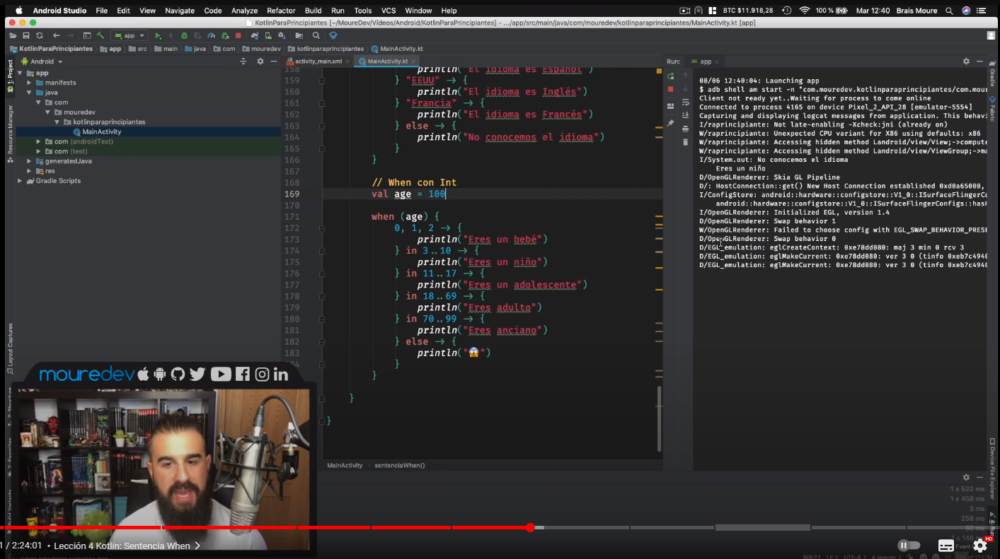 Android Studio File Edit View Navigate Code Analyze Refactor Build Run Tools VCS Window Help
BTC $11.918,28 100 % Mar 12:40 Brais Moure
KotlinParaPrincipiantes [~/MoureDev/Vídeos/Android/KotlinParaPrincipiantes] - .../app/src/main/java/com/mouredev/kotlinparaprincipiantes/MainActivity.kt [app]
app
KotlinParaPrincipiantes app src main java com mouredev kotlinparaprincipiantes MainActivity.kt
1: Project
Resource Manager
Layout Captures
Android
app
manifests
java
com
mouredev
kotlinparaprincipiantes
MainActivity
com (androidTest)
com (test)
generatedJava
res
Gradle Scripts
activity_main.xml MainActivity.kt
158 println("El idioma es Español")
159 } "EEUU" -> {
160 println("El idioma es Inglés")
161 } "Francia" -> {
162 println("El idioma es Francés")
163 } else -> {
164 println("No conocemos el idioma")
165 }
166 }
167
168 // When con Int
169 val age = 100
170
171 when (age) {
172 0, 1, 2 -> {
173 println("Eres un bebé")
174 } in 3..10 -> {
175 println("Eres un niño")
176 } in 11..17 -> {
177 println("Eres un adolescente")
178 } in 18..69 -> {
179 println("Eres adulto")
180 } in 70..99 -> {
181 println("Eres anciano")
182 } else -> {
183 println("😱")
184 }
}
}
}
MainActivity sentenciaWhen()
Run: app
08/06 12:40:04: Launching app
$ adb shell am start -n "com.mouredev.kotlinparaprincipiantes/com.mour
Client not ready yet..Waiting for process to come online
Connected to process 4165 on device Pixel_2_API_28 [emulator-5554]
Capturing and displaying logcat messages from application. This behavi
I/raprincipiante: Not late-enabling -Xcheck:jni (already on)
W/raprincipiante: Unexpected CPU variant for X86 using defaults: x86
W/raprincipiante: Accessing hidden method Landroid/view/View;->compute
W/raprincipiante: Accessing hidden method Landroid/view/ViewGroup;->ma
I/System.out: No conocemos el idioma
Eres un niño
D/OpenGLRenderer: Skia GL Pipeline
D/: HostConnection::get() New Host Connection established 0xd0a65000,
I/ConfigStore: android::hardware::configstore::V1_0::ISurfaceFlingerCo
android::hardware::configstore::V1_0::ISurfaceFlingerConfigs::hasH
I/OpenGLRenderer: Initialized EGL, version 1.4
D/OpenGLRenderer: Swap behavior 1
W/OpenGLRenderer: Failed to choose config with EGL_SWAP_BEHAVIOR_PRESE
D/OpenGLRenderer: Swap behavior 0
D/EGL_emulation: eglCreateContext: 0xe78dd080: maj 3 min 0 rcv 3
D/EGL_emulation: eglMakeCurrent: 0xe78dd080: ver 3 0 (tinfo 0xeb7c4940
D/EGL_emulation: eglMakeCurrent: 0xe78dd080: ver 3 0 (tinfo 0xeb7c4940
Gradle
Fabric
Device File Explorer
1 s 522 ms
1 s 458 ms
3 ms
256 ms
50 ms
1 s 146 ms
mouredev
1 / 2:24:01 • Lección 4 Kotlin: Sentencia When
HD
Event
169:22 LF UTF-8 4 spaces